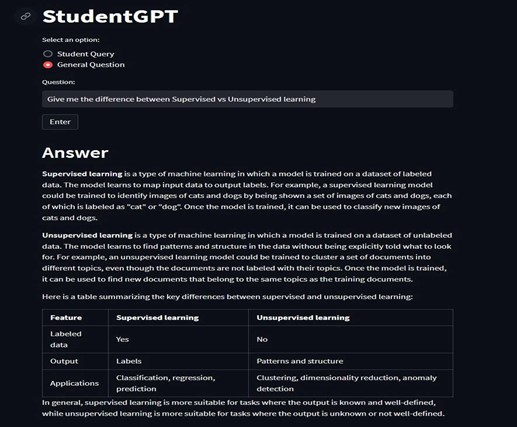 StudentGPT
Select an option:
Student Query
General Question
Question:
Give me the difference between Supervised vs Unsupervised learning
Enter
Answer
Supervised learning is a type of machine learning in which a model is trained on a dataset of labeled
data. The model learns to map input data to output labels. For example, a supervised learning model
could be trained to identify images of cats and dogs by being shown a set of images of cats and dogs, each
of which is labeled as "cat" or "dog". Once the model is trained, it can be used to classify new images of
cats and dogs.
Unsupervised learning is a type of machine learning in which a model is trained on a dataset of unlabeled
data. The model learns to find patterns and structure in the data without being explicitly told what to look
for. For example, an unsupervised learning model could be trained to cluster a set of documents into
different topics, even though the documents are not labeled with their topics. Once the model is trained,
it can be used to find new documents that belong to the same topics as the training documents.
Here is a table summarizing the key differences between supervised and unsupervised learning:
Feature Supervised learning Unsupervised learning
Labeled
data Yes No
Output Labels Patterns and structure
Applications Classification, regression, Clustering, dimensionality reduction, anomaly
prediction detection
In general, supervised learning is more suitable for tasks where the output is known and well-defined,
while unsupervised learning is more suitable for tasks where the output is unknown or not well-defined.